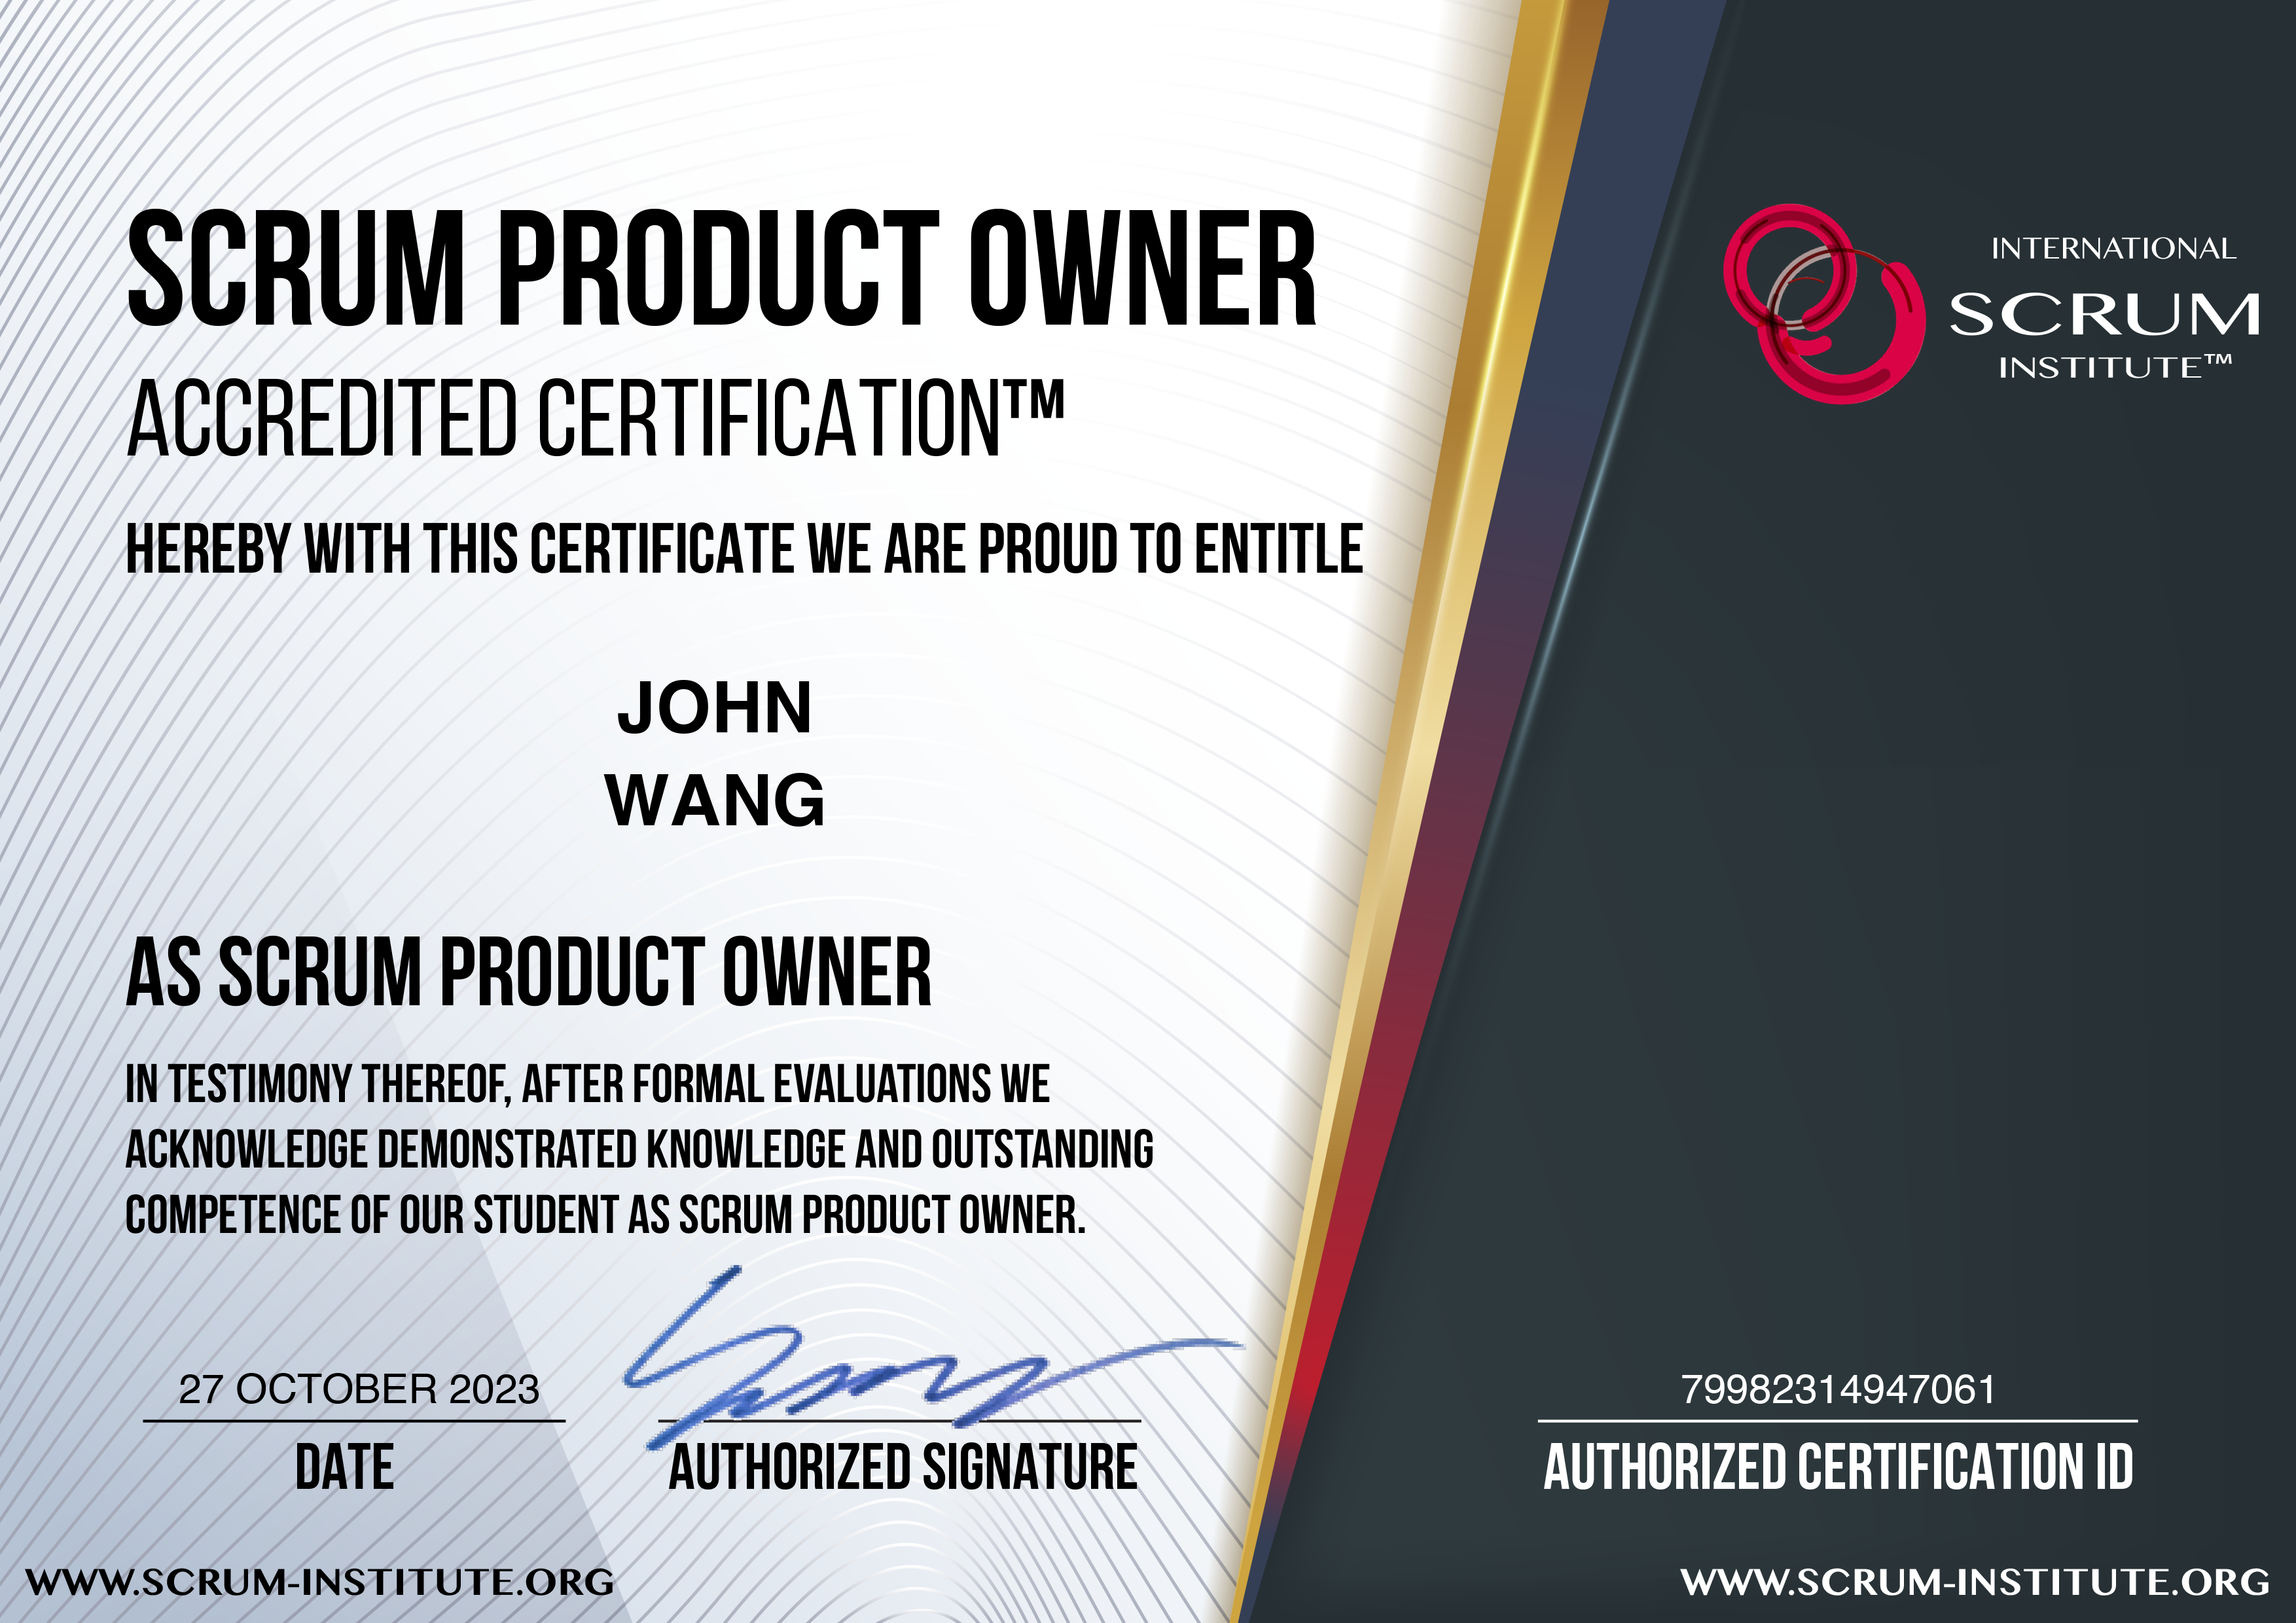 SCRUM PRODUCT OWNER
ACCREDITED CERTIFICATION™
HEREBY WITH THIS CERTIFICATE WE ARE PROUD TO ENTITLE
JOHN
WANG
AS SCRUM PRODUCT OWNER
IN TESTIMONY THEREOF, AFTER FORMAL EVALUATIONS WE
ACKNOWLEDGE DEMONSTRATED KNOWLEDGE AND OUTSTANDING
COMPETENCE OF OUR STUDENT AS SCRUM PRODUCT OWNER.
27 OCTOBER 2023
DATE
AUTHORIZED SIGNATURE
WWW.SCRUM-INSTITUTE.ORG
INTERNATIONAL
SCRUM
INSTITUTE™
79982314947061
AUTHORIZED CERTIFICATION ID
WWW.SCRUM-INSTITUTE.ORG